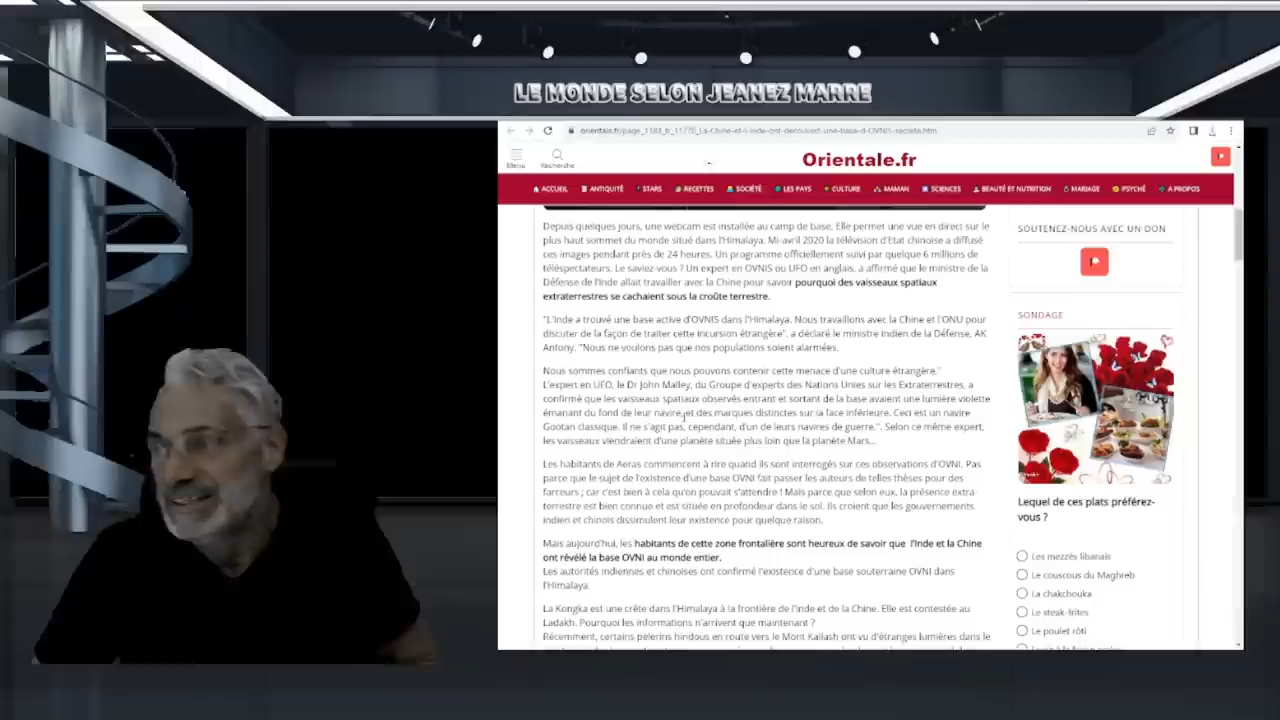 LE MONDE SELON JEANEZ MARRE
Menu
Recherche
Orientale.fr
ACCUEIL ANTIQUITÉ STARS RECETTES SOCIÉTÉ LES PAYS CULTURE MAMAN SCIENCES BEAUTÉ ET NUTRITION MARIAGE PSYCHÉ A PROPOS
Depuis quelques jours, une webcam est installée au camp de base. Elle permet une vue en direct sur le
plus haut sommet du monde situé dans l'Himalaya. Mi-avril 2020 la télévision d'Etat chinoise a diffusé
ces images pendant près de 24 heures. Un programme officiellement suivi par quelque 6 millions de
téléspectateurs. Le saviez-vous ? Un expert en OVNIS ou UFO en anglais, a affirmé que le ministre de la
Défense de l'Inde allait travailler avec la Chine pour savoir pourquoi des vaisseaux spatiaux
extraterrestres se cachaient sous la croûte terrestre.
"L'Inde a trouvé une base active d'OVNIS dans l'Himalaya. Nous travaillons avec la Chine et l'ONU pour
discuter de la façon de traiter cette incursion étrangère", a déclaré le ministre indien de la Défense, AK
Antony. "Nous ne voulons pas que nos populations soient alarmées.
Nous sommes confiants que nous pouvons contenir cette menace d'une culture étrangère."
L'expert en UFO, le Dr John Malley, du Groupe d'experts des Nations Unies sur les Extraterrestres, a
confirmé que les vaisseaux spatiaux observés entrant et sortant de la base avaient une lumière violette
émanant du fond de leur navire et des marques distinctes sur la face inférieure. Ceci est un navire
Gootan classique. Il ne s'agit pas, cependant, d'un de leurs navires de guerre.". Selon ce même expert,
les vaisseaux viendraient d'une planète située plus loin que la planète Mars...
Les habitants de Aeras commencent à rire quand ils sont interrogés sur ces observations d'OVNI. Pas
parce que le sujet de l'existence d'une base OVNI fait passer les auteurs de telles thèses pour des
farceurs ; car c'est bien à cela qu'on pouvait s'attendre ! Mais parce que selon eux, la présence extra-
terrestre est bien connue et est située en profondeur dans le sol. Ils croient que les gouvernements
indien et chinois dissimulent leur existence pour quelque raison.
Mais aujourd'hui, les habitants de cette zone frontalière sont heureux de savoir que l'Inde et la Chine
ont révélé la base OVNI au monde entier.
Les autorités indiennes et chinoises ont confirmé l'existence d'une base souterraine OVNI dans
l'Himalaya.
La Kongka est une crête dans l'Himalaya à la frontière de l'Inde et de la Chine. Elle est contestée au
Ladakh. Pourquoi les informations n'arrivent que maintenant ?
Récemment, certains pèlerins hindous en route vers le Mont Kailash ont vu d'étranges lumières dans le
SOUTENEZ-NOUS AVEC UN DON
SONDAGE
Lequel de ces plats préférez-
vous ?
Les mezzés libanais
Le couscous du Maghreb
La chakchouka
Le steak-frites
Le poulet rôti